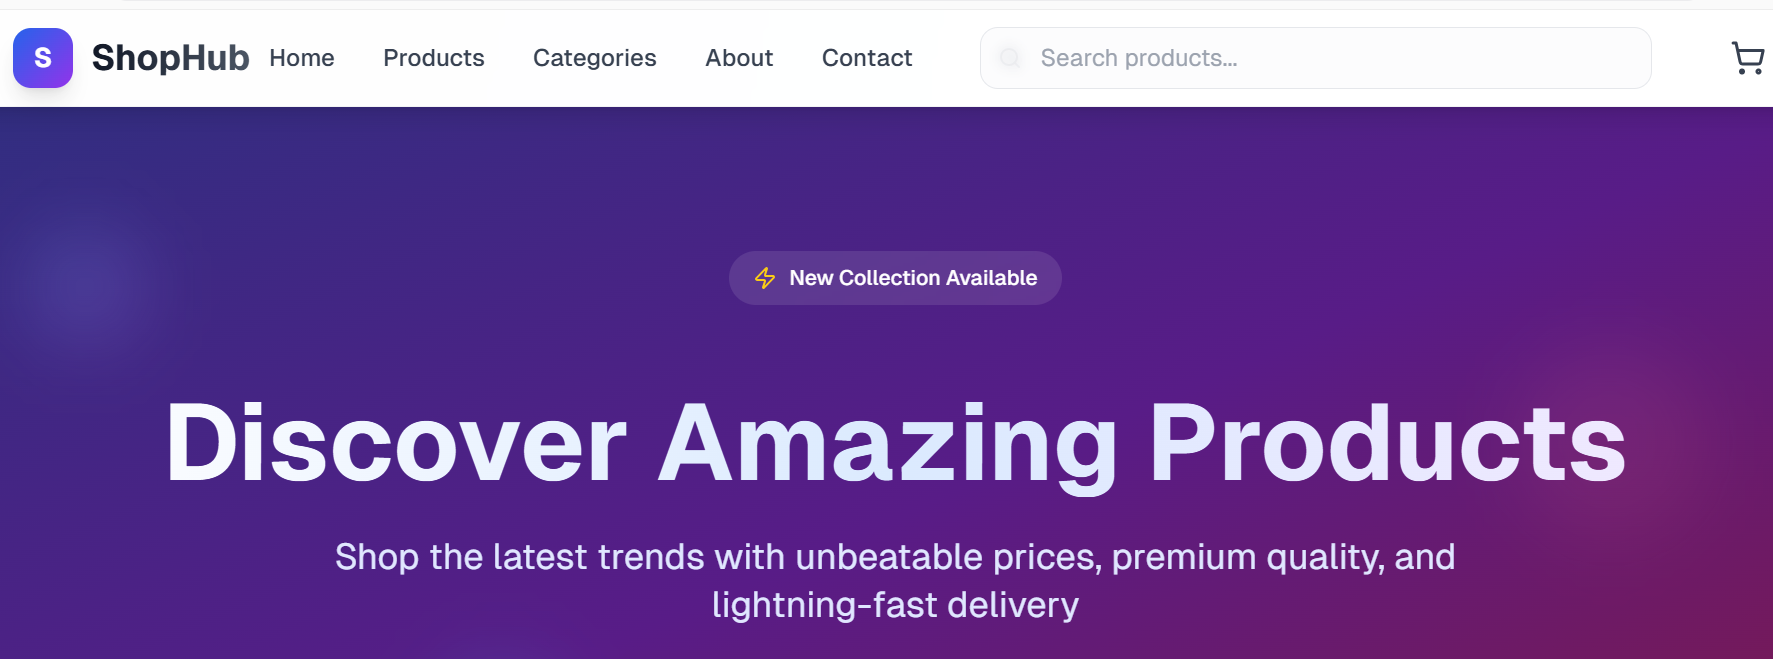 S ShopHub Home Products Categories About Contact Search products...
New Collection Available
Discover Amazing Products
Shop the latest trends with unbeatable prices, premium quality, and
lightning-fast delivery